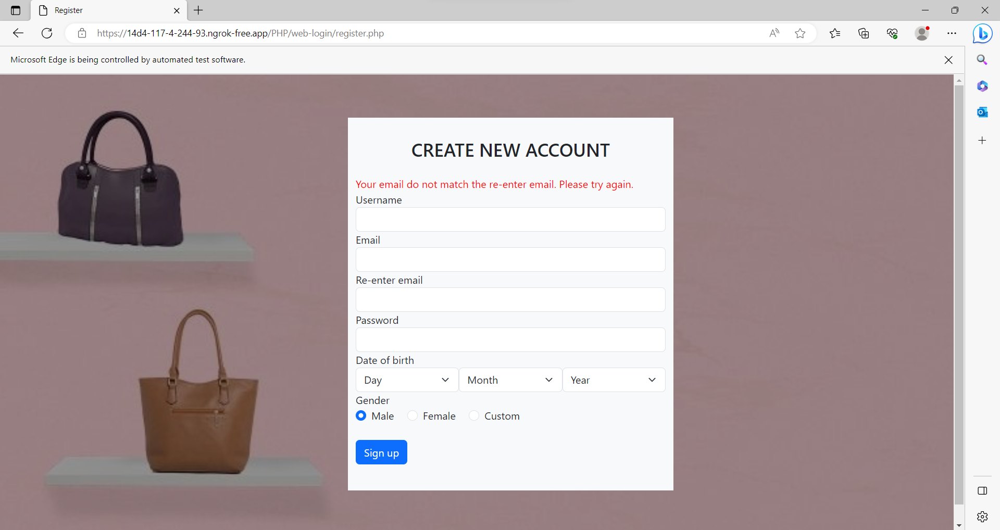 Register
https://14d4-117-4-244-93.ngrok-free.app/PHP/web-login/register.php
Microsoft Edge is being controlled by automated test software.
CREATE NEW ACCOUNT
Your email do not match the re-enter email. Please try again.
Username
Email
Re-enter email
Password
Date of birth
Day Month Year
Gender
Male Female Custom
Sign up